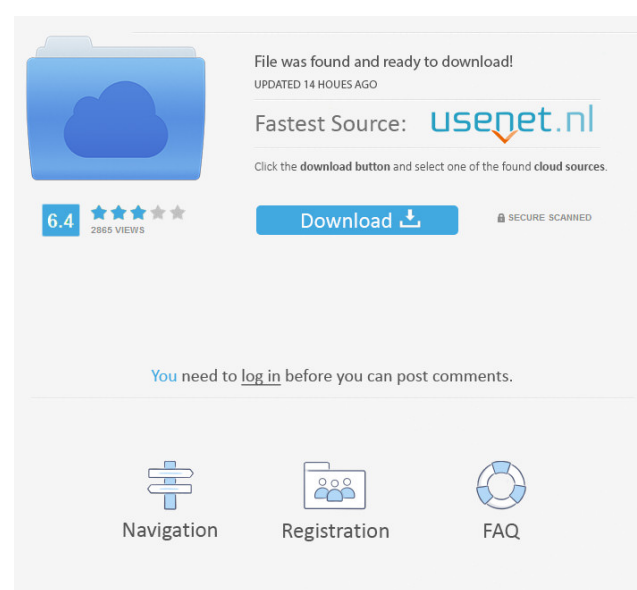 File was found and ready to download!
UPDATED 14 HOUES AGO
Fastest Source: usenet.nl
Click the download button and select one of the found cloud sources.
6.4
2865 VIEWS
Download
SECURE SCANNED
You need to log in before you can post comments.
Navigation
Registration
FAQ